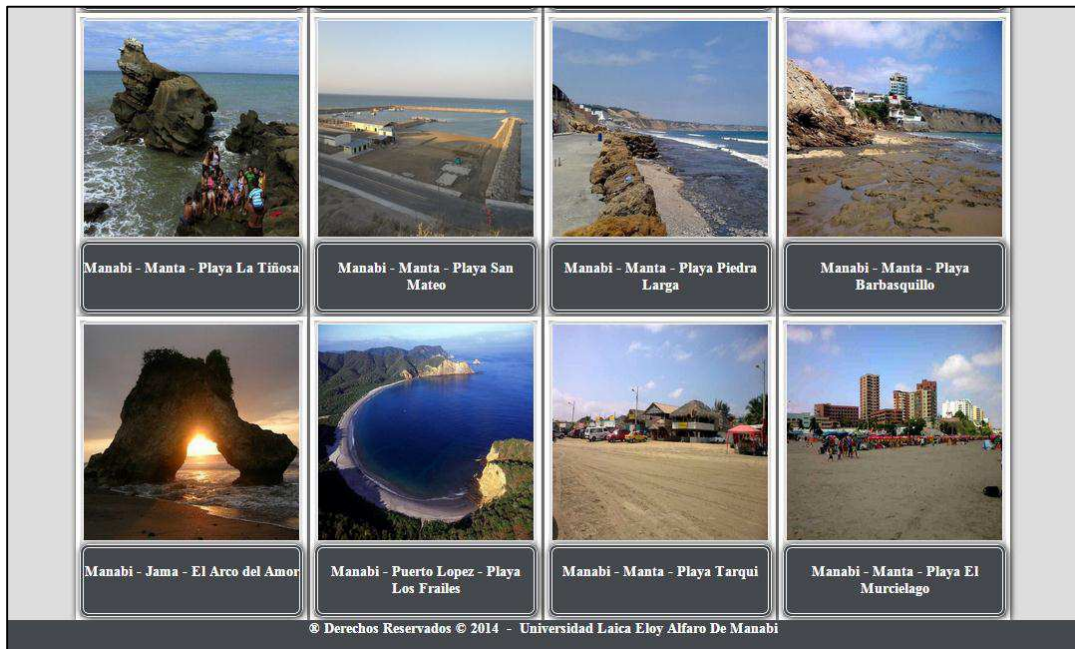 Manabi - Manta - Playa La Tiñosa
Manabi - Manta - Playa San
Mateo
Manabi - Manta - Playa Piedra
Larga
Manabi - Manta - Playa
Barbasquillo
Manabi - Jama - El Arco del Amor
Manabi - Puerto Lopez - Playa
Los Frailes
Manabi - Manta - Playa Tarqui
Manabi - Manta - Playa El
Murcielago
® Derechos Reservados © 2014 - Universidad Laica Eloy Alfaro De Manabi